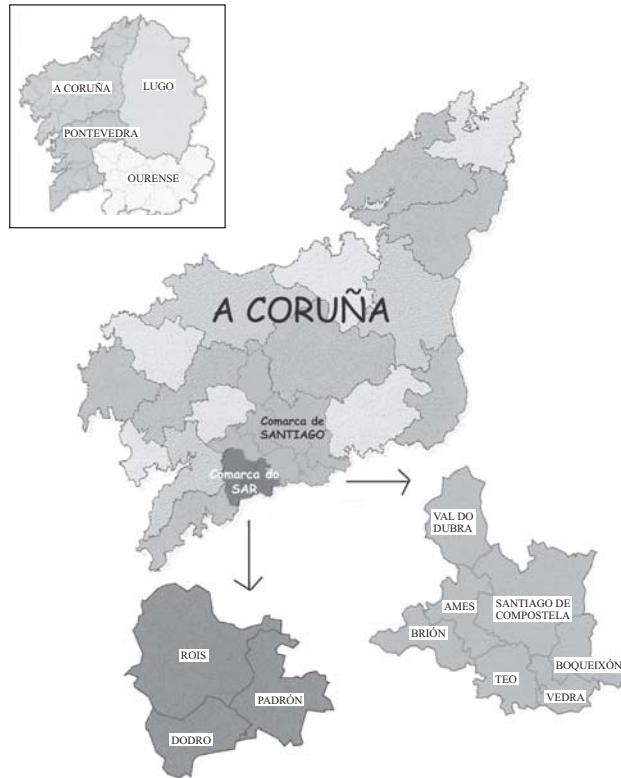 A CORUÑA
LUGO
PONTEVEDRA
OURENSE
A CORUÑA
Comarca de
SANTIAGO
Comarca do
SAR
VAL DO
DUBRA
AMES
SANTIAGO DE
COMPOSTELA
BRIÓN
BOQUEIXÓN
TEO
VEDRA
ROIS
PADRÓN
DODRO